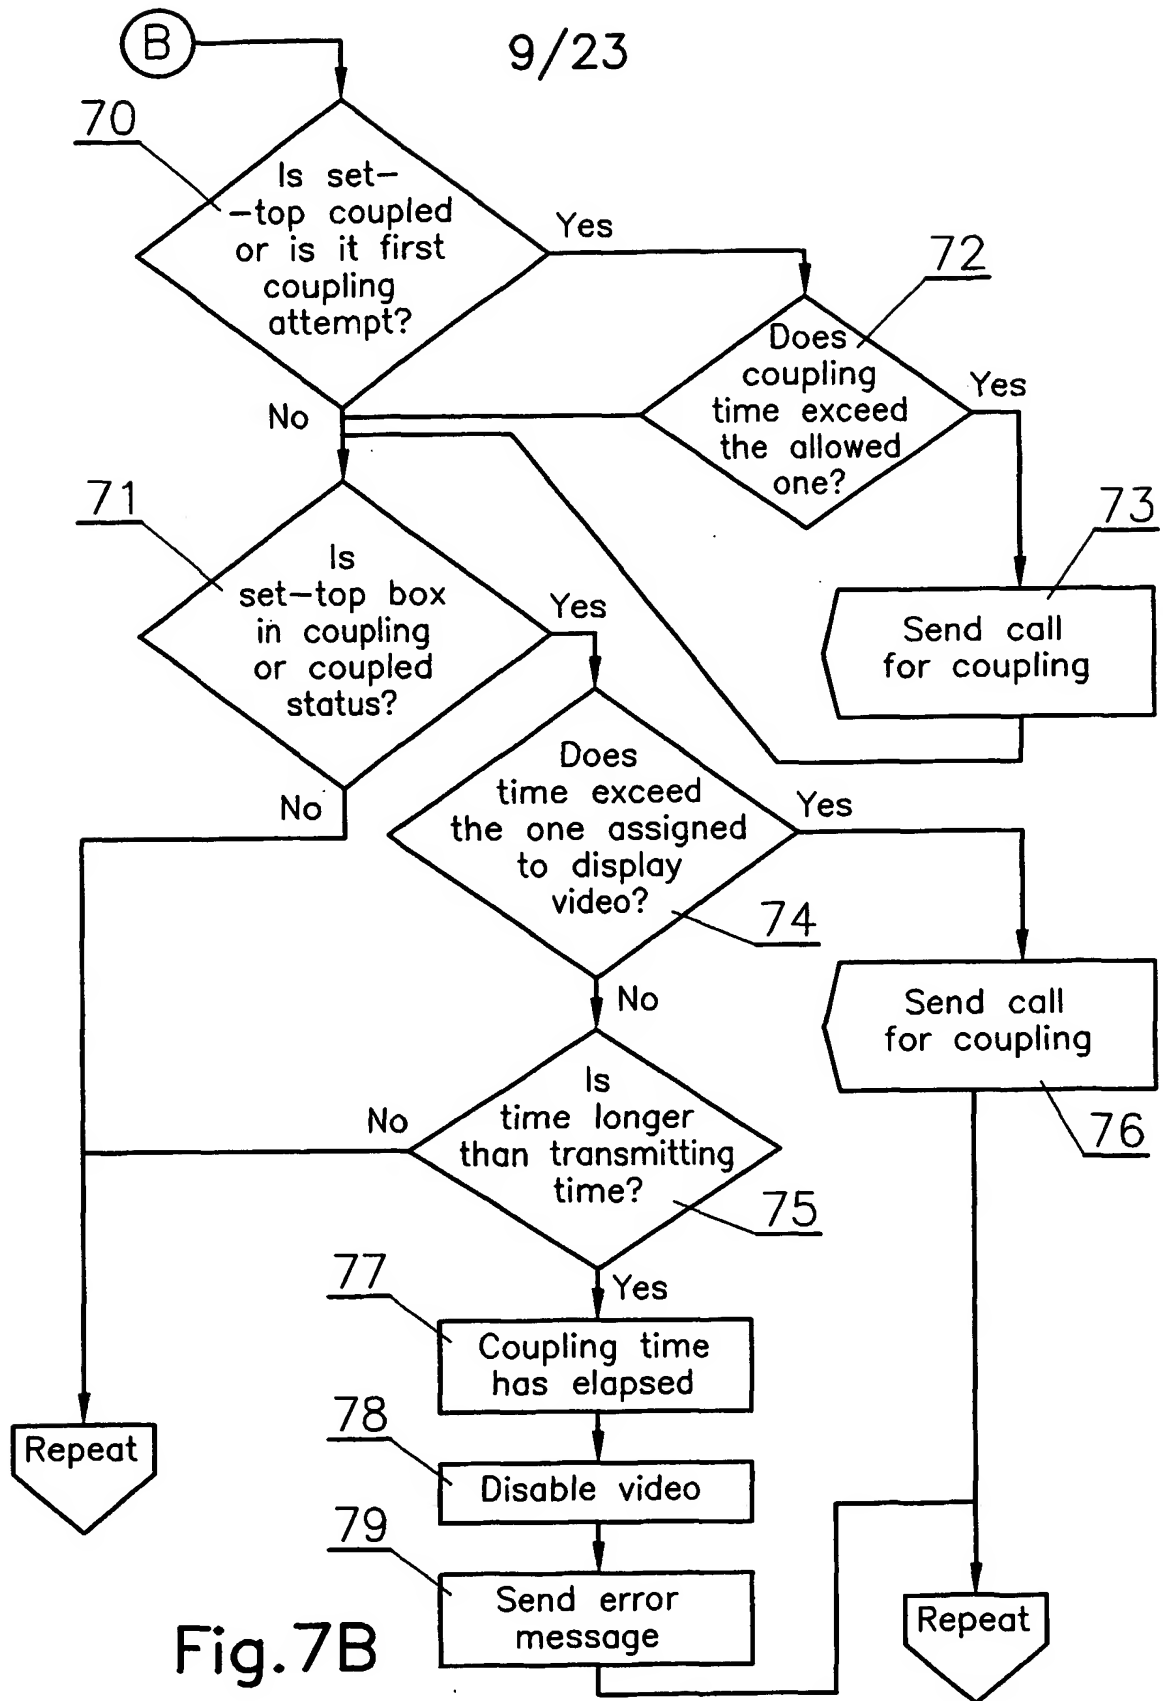 B
9/23
70
Is set-
-top coupled
or is it first
coupling
attempt?
Yes
72
Does
coupling
time exceed
the allowed
one?
Yes
No
73
Send call
for coupling
71
Is
set-top box
in coupling
or coupled
status?
Yes
No
Does
time exceed
the one assigned
to display
video?
Yes
74
No
Send call
for coupling
76
Is
time longer
than transmitting
time?
No
75
Yes
77
Coupling time
has elapsed
78
Disable video
79
Send error
message
Repeat
Repeat
Fig.7B